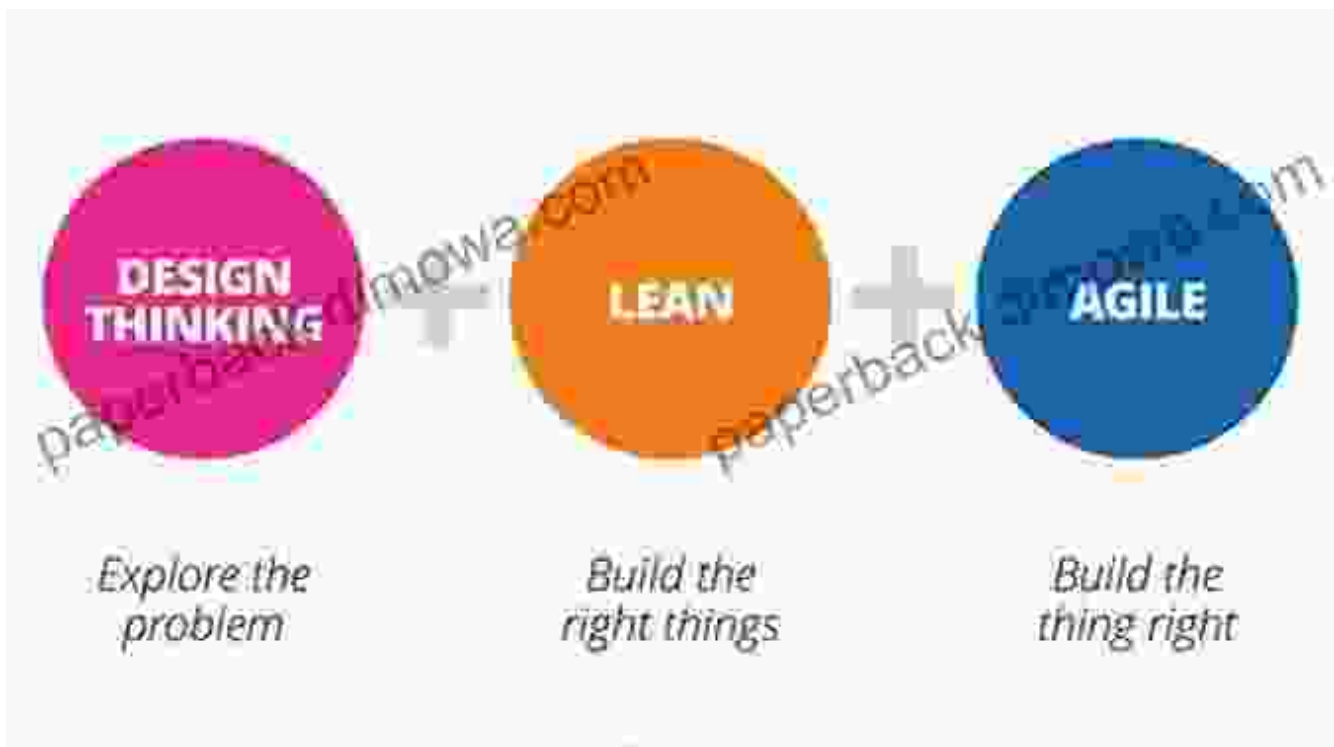 DESIGN
THINKING
LEAN
AGILE
Explore the
problem
Build the
right things
Build the
thing right